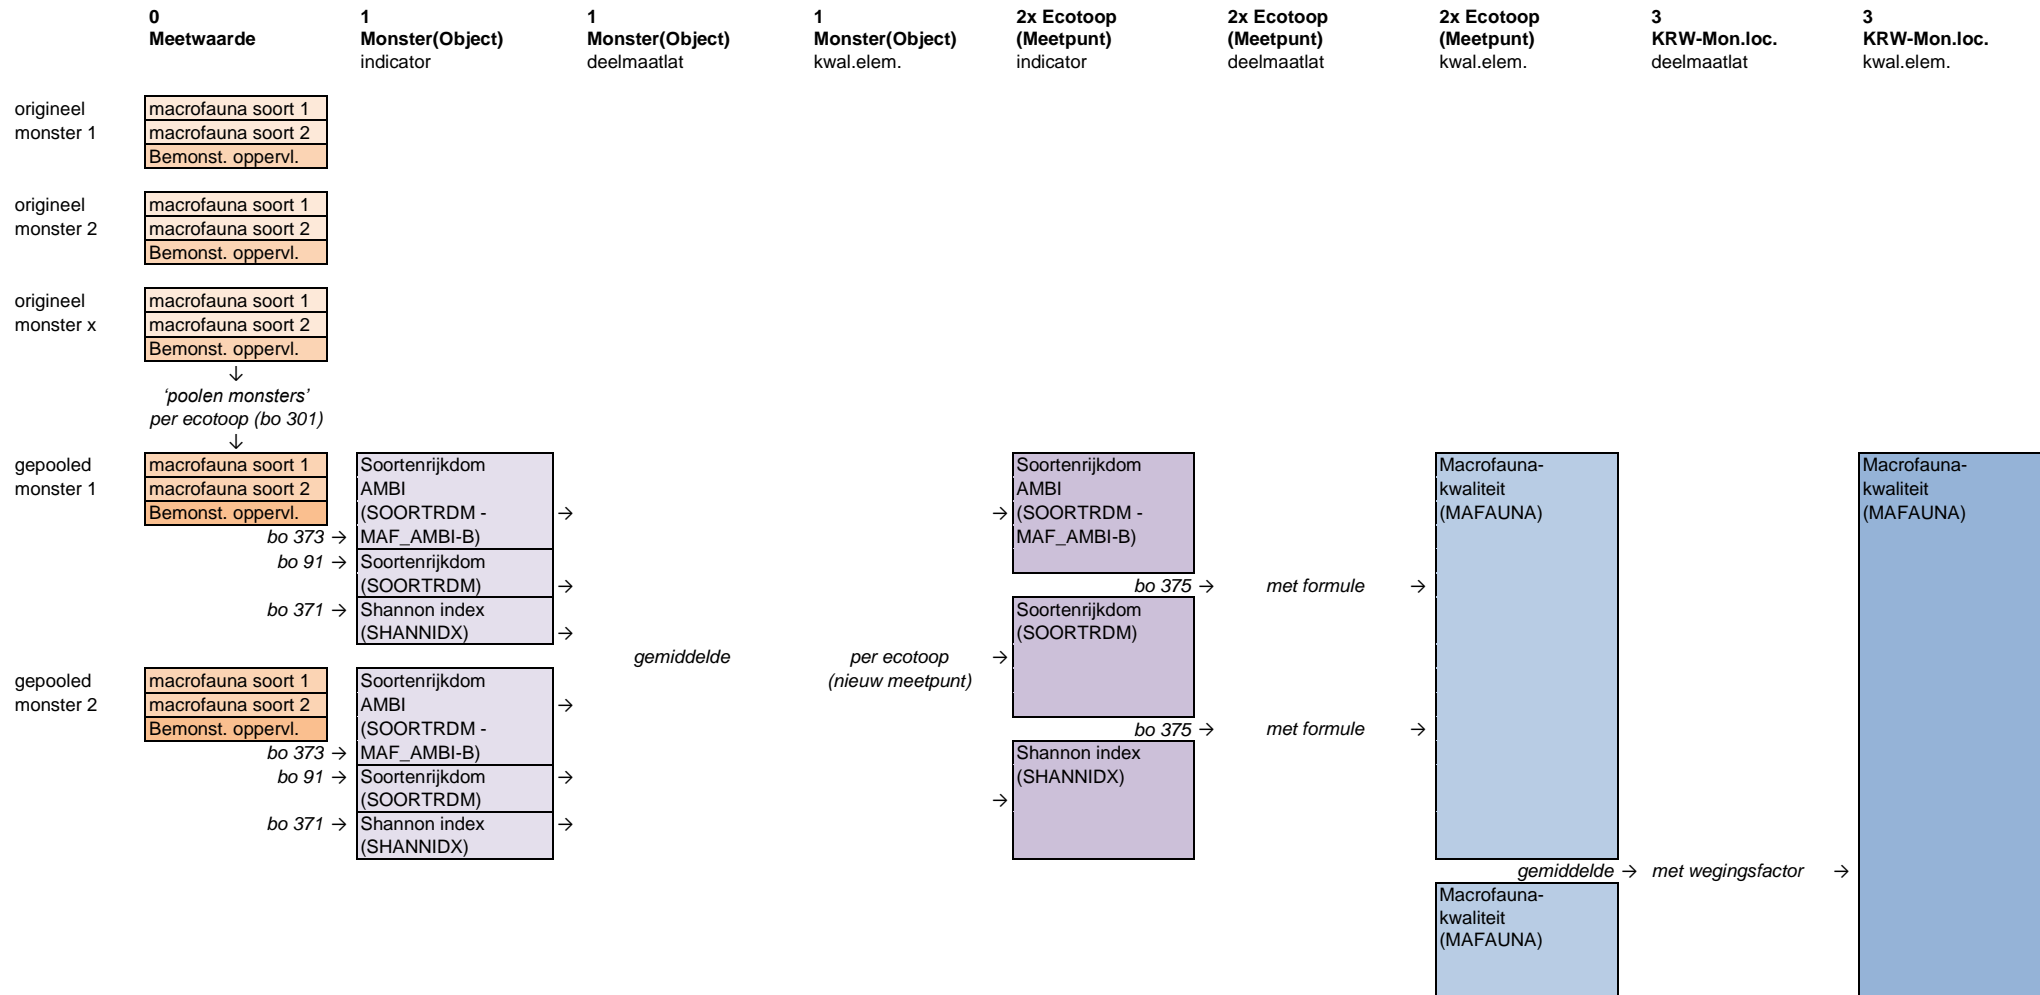 0 1 1 1 2x Ecotoop 2x Ecotoop 2x Ecotoop 3 3
Meetwaarde Monster(Object) Monster(Object) Monster(Object) (Meetpunt) (Meetpunt) (Meetpunt) KRW-Mon.loc. KRW-Mon.loc.
indicator deelmaatlat kwal.elem. indicator deelmaatlat kwal.elem. deelmaatlat kwal.elem.
origineel macrofauna soort 1
monster 1 macrofauna soort 2
Bemonst. oppervl.
origineel macrofauna soort 1
monster 2 macrofauna soort 2
Bemonst. oppervl.
origineel macrofauna soort 1
monster x macrofauna soort 2
Bemonst. oppervl.
↓
‘poolen monsters’
per ecotoop (bo 301)
↓
gepooled macrofauna soort 1 Soortenrijkdom Soortenrijkdom Macrofauna- Macrofauna-
monster 1 macrofauna soort 2 AMBI AMBI kwaliteit kwaliteit
Bemonst. oppervl. (SOORTRDM - → → (SOORTRDM - (MAFAUNA) (MAFAUNA)
bo 373 → MAF_AMBI-B) MAF_AMBI-B)
bo 91 → Soortenrijkdom
(SOORTRDM) → bo 375 → met formule →
bo 371 → Shannon index Soortenrijkdom
(SHANNIDX) → (SOORTRDM)
gemiddelde per ecotoop →
gepooled macrofauna soort 1 Soortenrijkdom (nieuw meetpunt)
monster 2 macrofauna soort 2 AMBI →
Bemonst. oppervl. (SOORTRDM - bo 375 → met formule →
bo 373 → MAF_AMBI-B) Shannon index
bo 91 → Soortenrijkdom → (SHANNIDX)
(SOORTRDM) →
bo 371 → Shannon index →
(SHANNIDX)
gemiddelde → met wegingsfactor →
Macrofauna-
kwaliteit
(MAFAUNA)